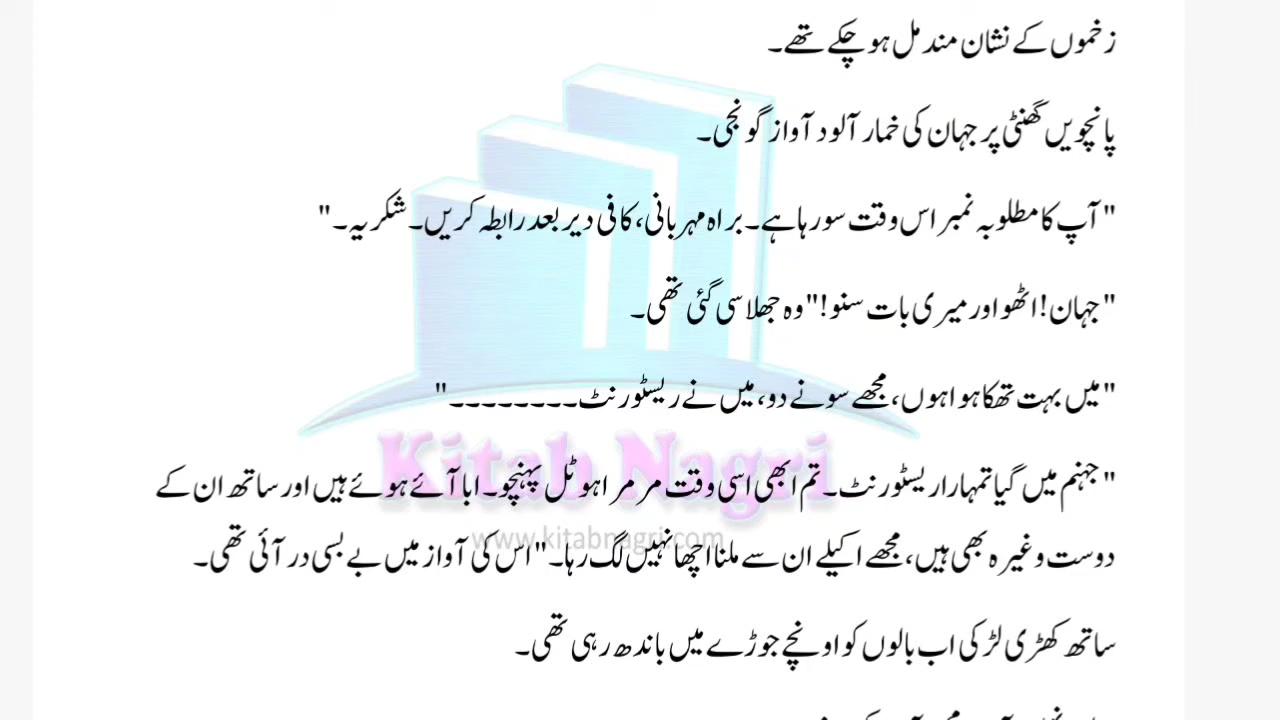 زخموں کے نشان مندمل ہو چکے تھے۔
پانچویں گھنٹی پر جہان کی خمار آلود آواز گونجی۔
" آپ کا مطلوبہ نمبر اس وقت سو رہا ہے۔ براہ مہربانی، کافی دیر بعد رابطہ کریں۔ شکریہ۔"
" جہان! اٹھو اور میری بات سنو!" وہ جھلا سی گئی تھی۔
" میں بہت تھکا ہوا ہوں، مجھے سونے دو، میں نے ریسٹورنٹ۔۔۔۔۔۔۔۔۔"
" جہنم میں گیا تمہارا ریسٹورنٹ۔ تم ابھی اسی وقت مرمرا ہوٹل پہنچو۔ ابا آئے ہوئے ہیں اور ساتھ ان کے
دوست وغیرہ بھی ہیں، مجھے اکیلے ان سے ملنا اچھا نہیں لگ رہا۔" اس کی آواز میں بے بسی در آئی تھی۔
ساتھ کھڑی لڑکی اب بالوں کو اونچے جوڑے میں باندھ رہی تھی۔
Kitab Nagri
www.kitabnagri.com